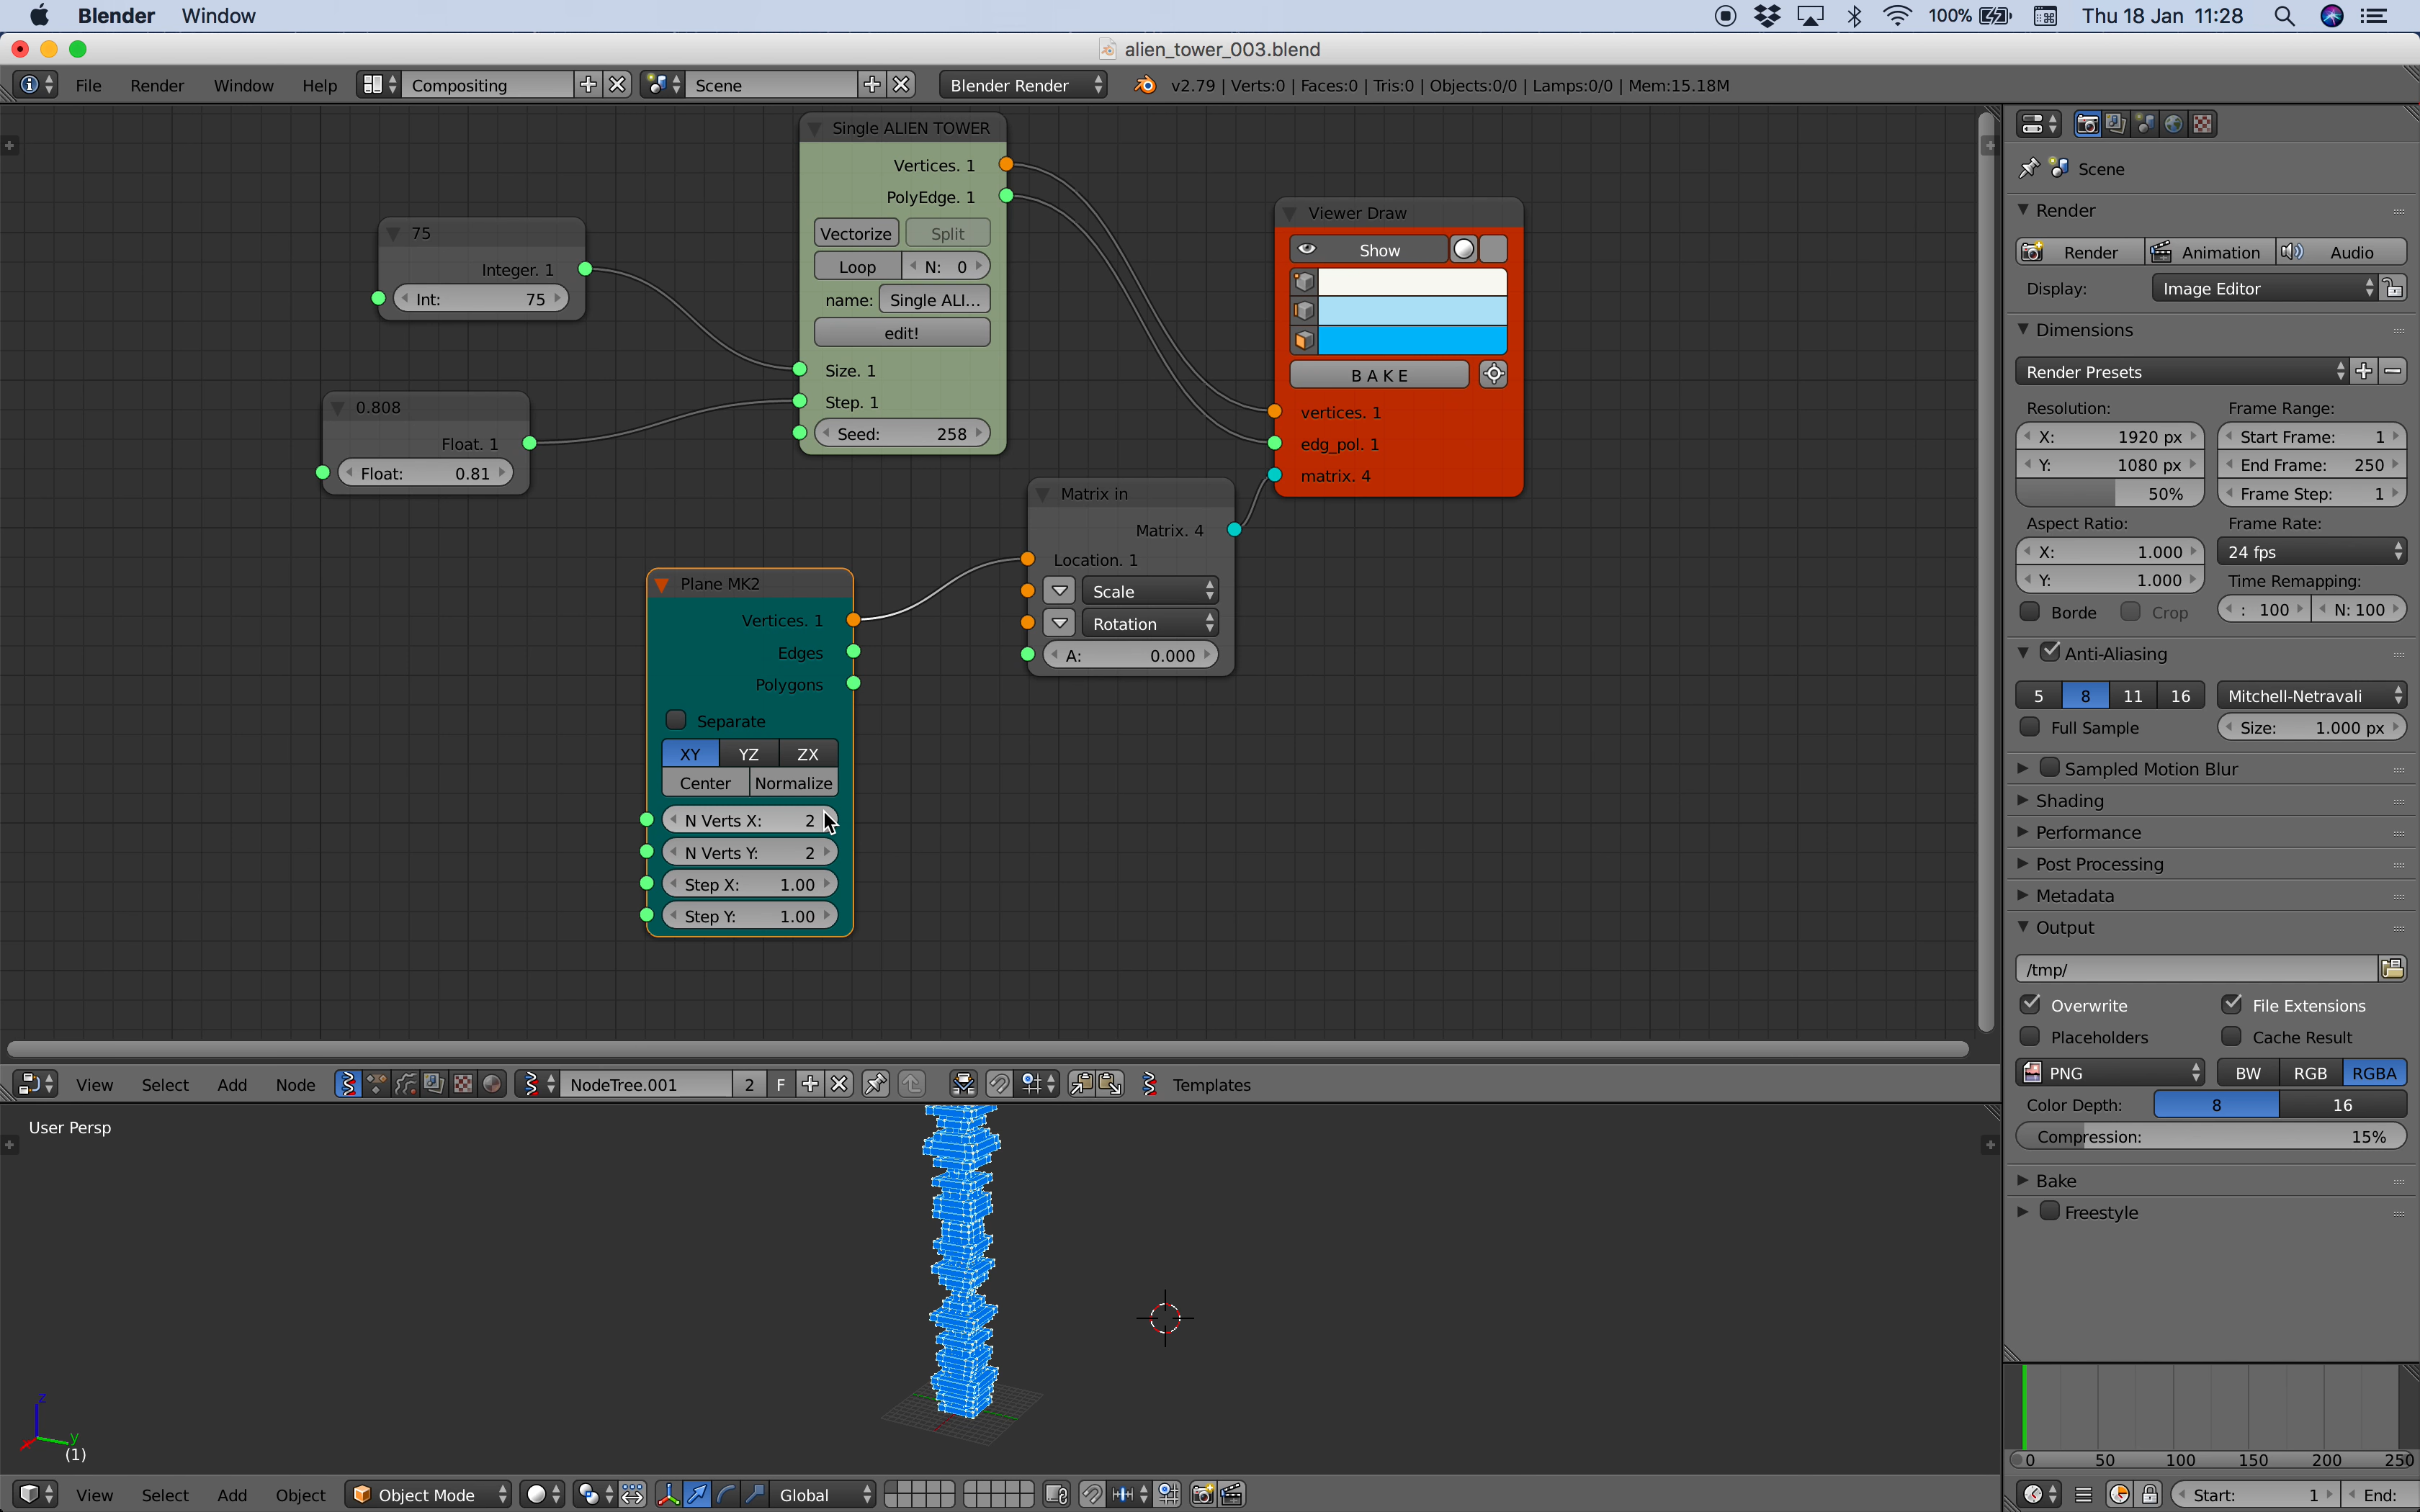 Blender Window 100% Thu 18 Jan 11:28
alien_tower_003.blend
File Render Window Help Compositing Scene Blender Render v2.79 | Verts:0 | Faces:0 | Tris:0 | Objects:0/0 | Lamps:0/0 | Mem:15.18M
75
Integer. 1
Int: 75
0.808
Float. 1
Float: 0.81
Single ALIEN TOWER
Vertices. 1
PolyEdge. 1
Vectorize Split
Loop N: 0
name: Single ALI...
edit!
Size. 1
Step. 1
Seed: 258
Viewer Draw
Show
B A K E
vertices. 1
edg_pol. 1
matrix. 4
Matrix in
Matrix. 4
Location. 1
Scale
Rotation
A: 0.000
Plane MK2
Vertices. 1
Edges
Polygons
Separate
XY YZ ZX
Center Normalize
N Verts X: 2
N Verts Y: 2
Step X: 1.00
Step Y: 1.00
View Select Add Node NodeTree.001 2 F Templates
User Persp
z
y
(1)
View Select Add Object Object Mode Global
Scene
Render
Render Animation Audio
Display: Image Editor
Dimensions
Render Presets
Resolution: Frame Range:
X: 1920 px Start Frame: 1
Y: 1080 px End Frame: 250
50% Frame Step: 1
Aspect Ratio: Frame Rate:
X: 1.000 24 fps
Y: 1.000 Time Remapping:
Borde Crop : 100 N: 100
Anti-Aliasing
5 8 11 16 Mitchell-Netravali
Full Sample Size: 1.000 px
Sampled Motion Blur
Shading
Performance
Post Processing
Metadata
Output
/tmp/
Overwrite File Extensions
Placeholders Cache Result
PNG BW RGB RGBA
Color Depth: 8 16
Compression: 15%
Bake
Freestyle
0 50 100 150 200 250
Start: 1 End: